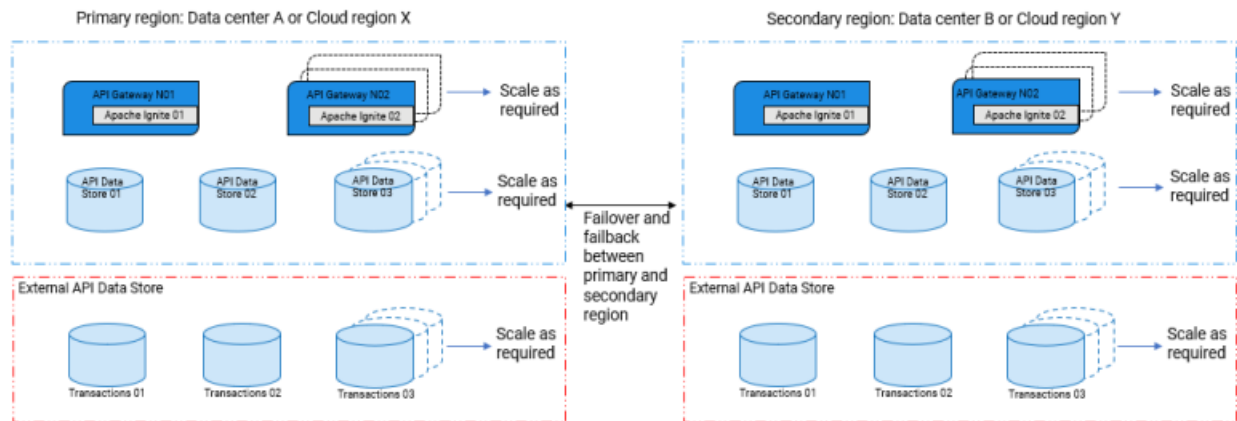 Primary region: Data center A or Cloud region X
API Gateway N01
Apache Ignite 01
API Gateway N02
Apache Ignite 02
Scale as
required
API Data
Store 01
API Data
Store 02
API Data
Store 03
Scale as
required
External API Data Store
Transactions 01
Transactions 02
Transactions 03
Scale as
required
Failover and
failback
between
primary and
secondary
region
Secondary region: Data center B or Cloud region Y
API Gateway N01
Apache Ignite 01
API Gateway N02
Apache Ignite 02
Scale as
required
API Data
Store 01
API Data
Store 02
API Data
Store 03
Scale as
required
External API Data Store
Transactions 01
Transactions 02
Transactions 03
Scale as
required